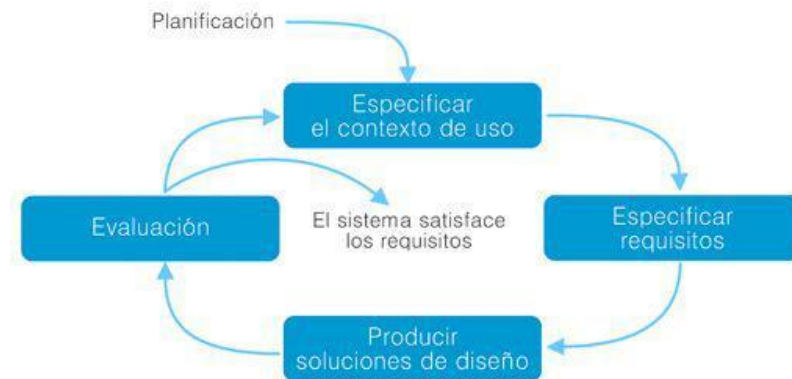 Planificación
Especificar
el contexto de uso
Evaluación
El sistema satisface
los requisitos
Especificar
requisitos
Producir
soluciones de diseño